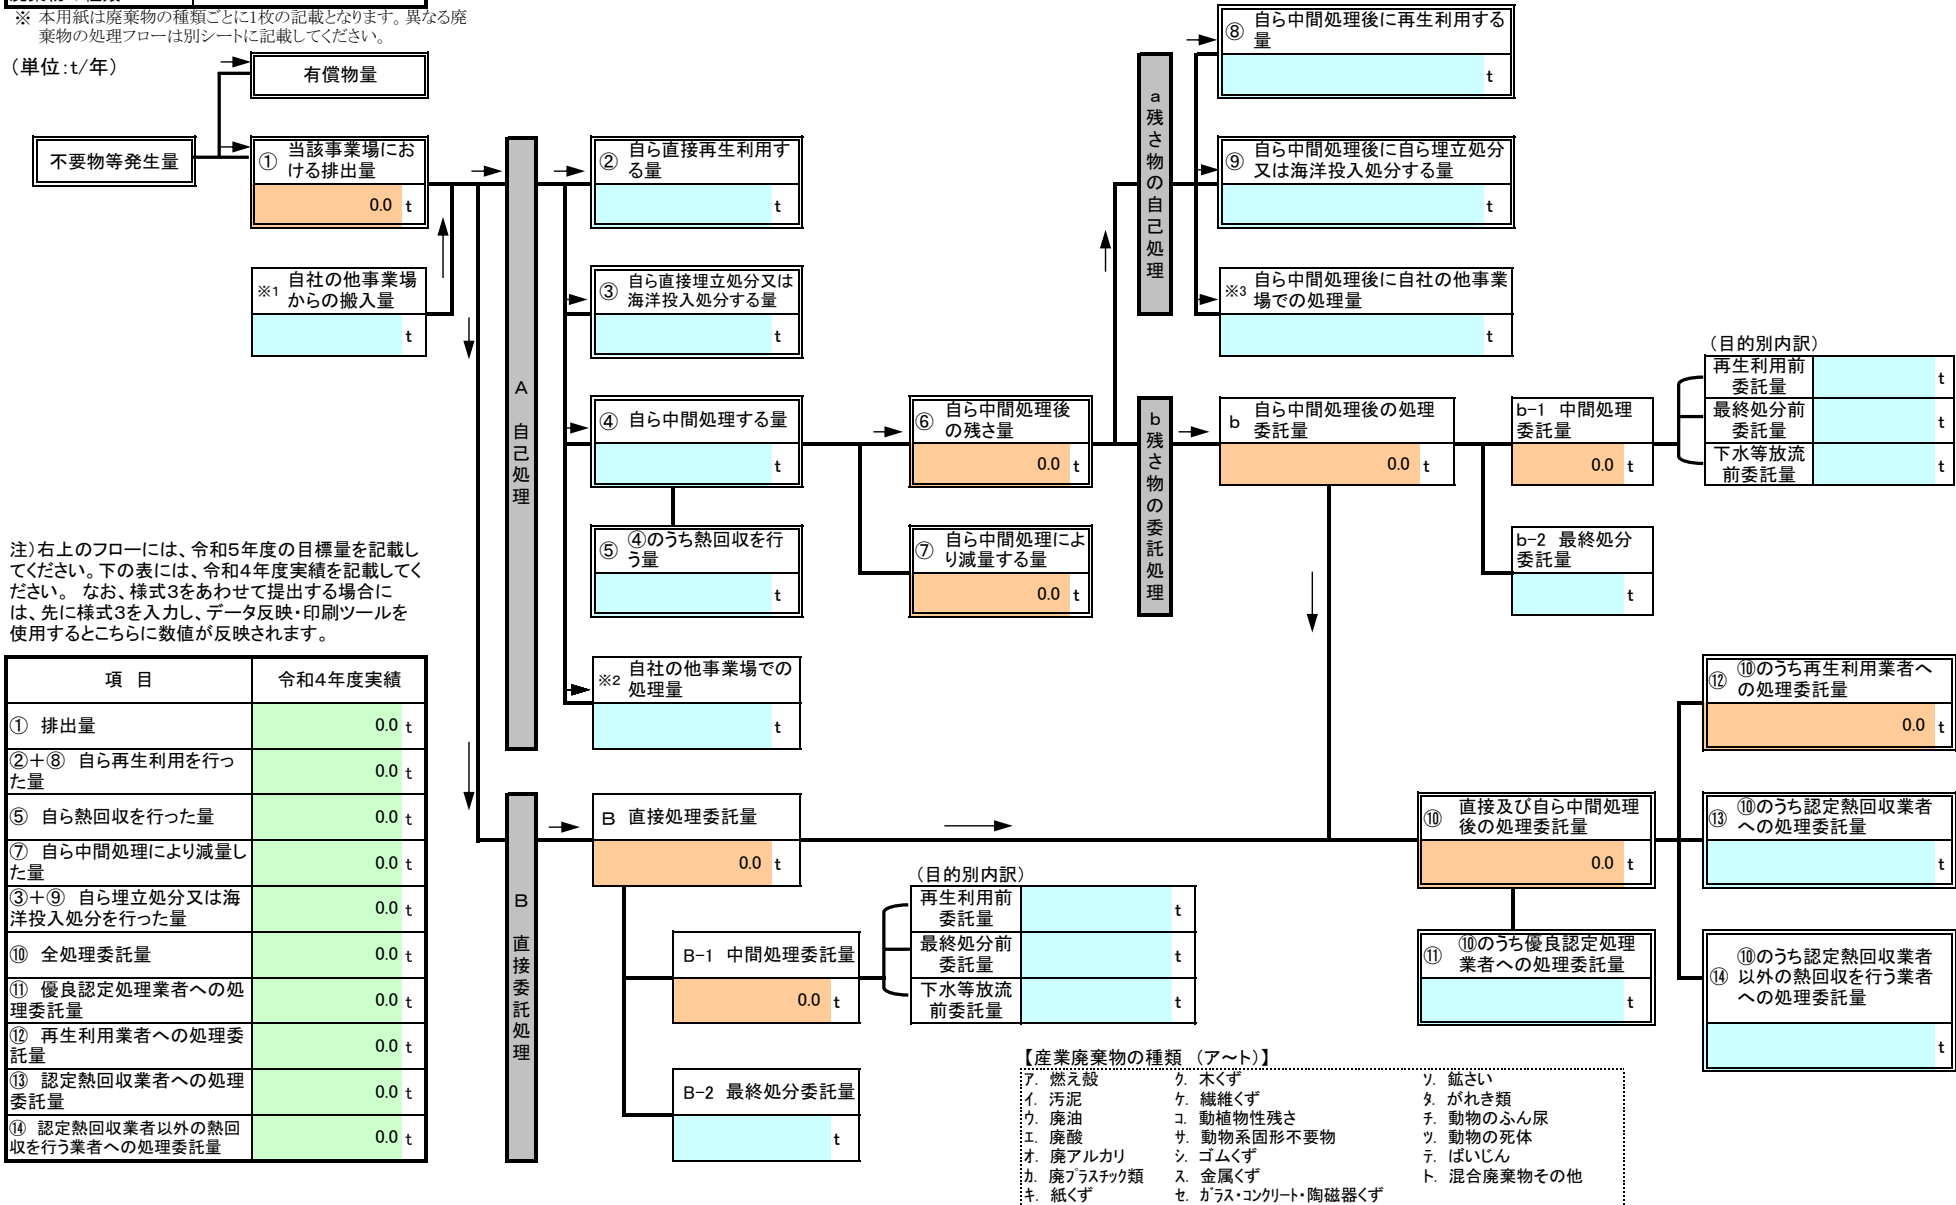 ※ 本用紙は廃棄物の種類ごとに1枚の記載となります。異なる廃
棄物の処理フローは別シートに記載してください。
（単位：t/年）
有償物量
不要物等発生量
① 当該事業場にお
ける排出量
0.0 t
※1 自社の他事業場
からの搬入量
t
A 自己処理
② 自ら直接再生利用す
る量
t
③ 自ら直接埋立処分又は
海洋投入処分する量
t
④ 自ら中間処理する量
t
⑤ ④のうち熱回収を行
う量
t
※2 自社の他事業場での
処理量
t
⑥ 自ら中間処理後
の残さ量
0.0 t
⑦ 自ら中間処理によ
り減量する量
0.0 t
a残さ物の自己処理
⑧ 自ら中間処理後に再生利用する
量
t
⑨ 自ら中間処理後に自ら埋立処分
又は海洋投入処分する量
t
※3 自ら中間処理後に自社の他事業
場での処理量
t
b残さ物の委託処理
b 自ら中間処理後の処理
委託量
0.0 t
b-1 中間処理
委託量
0.0 t
（目的別内訳）
再生利用前
委託量
t
最終処分前
委託量
t
下水等放流
前委託量
t
b-2 最終処分
委託量
t
注）右上のフローには、令和5年度の目標量を記載し
てください。下の表には、令和4年度実績を記載してく
ださい。 なお、様式3をあわせて提出する場合に
は、先に様式3を入力し、データ反映・印刷ツールを
使用するとこちらに数値が反映されます。
項 目 令和4年度実績
① 排出量 0.0 t
②＋⑧ 自ら再生利用を行っ
た量 0.0 t
⑤ 自ら熱回収を行った量 0.0 t
⑦ 自ら中間処理により減量し
た量 0.0 t
③＋⑨ 自ら埋立処分又は海
洋投入処分を行った量 0.0 t
⑩ 全処理委託量 0.0 t
⑪ 優良認定処理業者への処
理委託量 0.0 t
⑫ 再生利用業者への処理委
託量 0.0 t
⑬ 認定熱回収業者への処理
委託量 0.0 t
⑭ 認定熱回収業者以外の熱回
収を行う業者への処理委託量 0.0 t
B 直接委託処理
B 直接処理委託量
0.0 t
B-1 中間処理委託量
0.0 t
（目的別内訳）
再生利用前
委託量
t
最終処分前
委託量
t
下水等放流
前委託量
t
B-2 最終処分委託量
t
⑩ 直接及び自ら中間処理
後の処理委託量
0.0 t
⑪ ⑩のうち優良認定処理
業者への処理委託量
t
⑫ ⑩のうち再生利用業者へ
の処理委託量
0.0 t
⑬ ⑩のうち認定熱回収業者
への処理委託量
t
⑭ ⑩のうち認定熱回収業者
以外の熱回収を行う業者
への処理委託量
t
【産業廃棄物の種類 （ア～ト）】
ア. 燃え殻 ク. 木くず ソ. 鉱さい
イ. 汚泥 ケ. 繊維くず タ. がれき類
ウ. 廃油 コ. 動植物性残さ チ. 動物のふん尿
エ. 廃酸 サ. 動物系固形不要物 ツ. 動物の死体
オ. 廃アルカリ シ. ゴムくず テ. ばいじん
カ. 廃プラスチック類 ス. 金属くず ト. 混合廃棄物その他
キ. 紙くず セ. ガラス・コンクリート・陶磁器くず